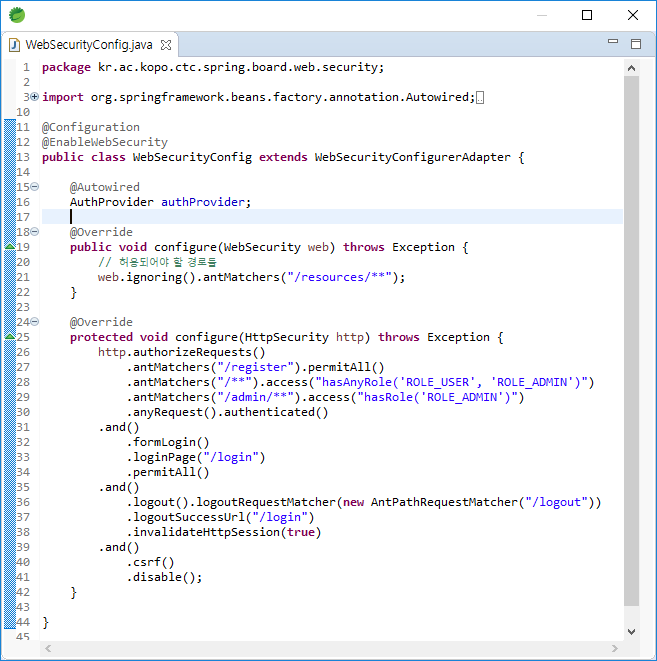 WebSecurityConfig.java
1 package kr.ac.kopo.ctc.spring.board.web.security;
2
3 import org.springframework.beans.factory.annotation.Autowired;
10
11 @Configuration
12 @EnableWebSecurity
13 public class WebSecurityConfig extends WebSecurityConfigurerAdapter {
14
15     @Autowired
16     AuthProvider authProvider;
17
18     @Override
19     public void configure(WebSecurity web) throws Exception {
20         // 허용되어야 할 경로들
21         web.ignoring().antMatchers("/resources/**");
22     }
23
24     @Override
25     protected void configure(HttpSecurity http) throws Exception {
26         http.authorizeRequests()
27             .antMatchers("/register").permitAll()
28             .antMatchers("/**").access("hasAnyRole('ROLE_USER', 'ROLE_ADMIN')")
29             .antMatchers("/admin/**").access("hasRole('ROLE_ADMIN')")
30             .anyRequest().authenticated()
31         .and()
32             .formLogin()
33             .loginPage("/login")
34             .permitAll()
35         .and()
36             .logout().logoutRequestMatcher(new AntPathRequestMatcher("/logout"))
37             .logoutSuccessUrl("/login")
38             .invalidateHttpSession(true)
39         .and()
40             .csrf()
41             .disable();
42     }
43
44 }
45